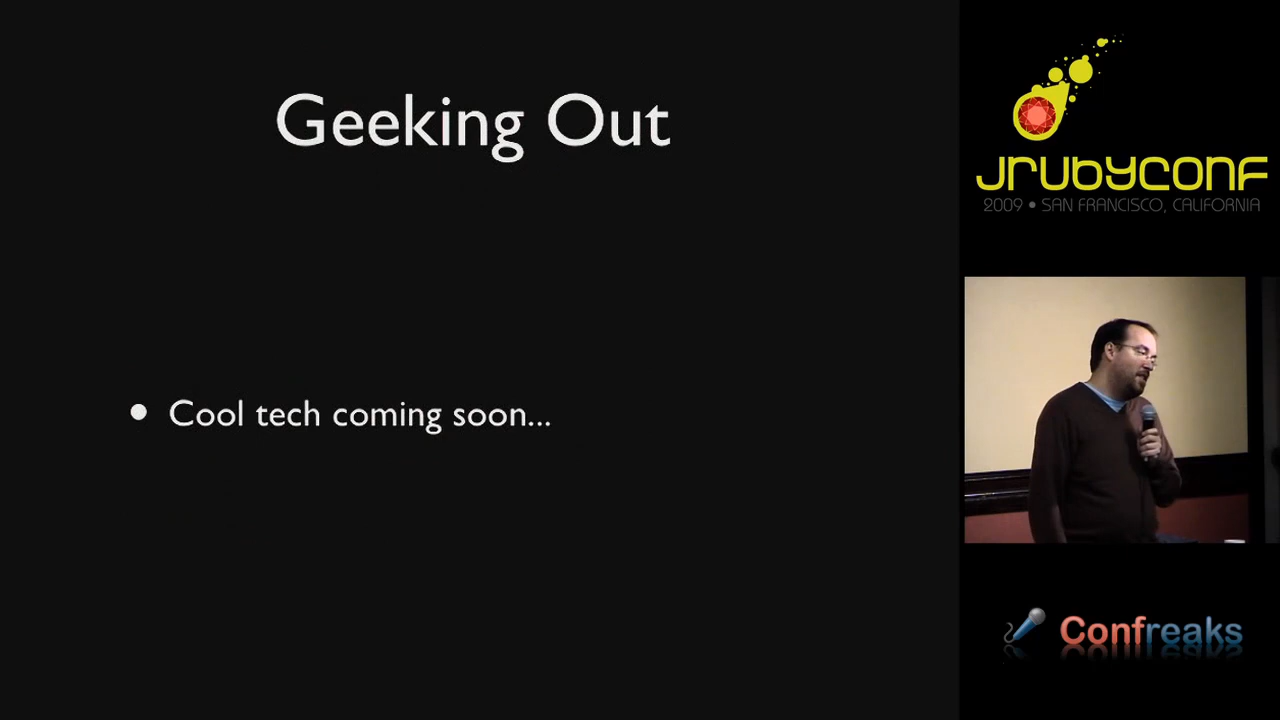 Geeking Out
• Cool tech coming soon...
JRubyConf
2009 • SAN FRANCISCO, CALIFORNIA
Confreaks